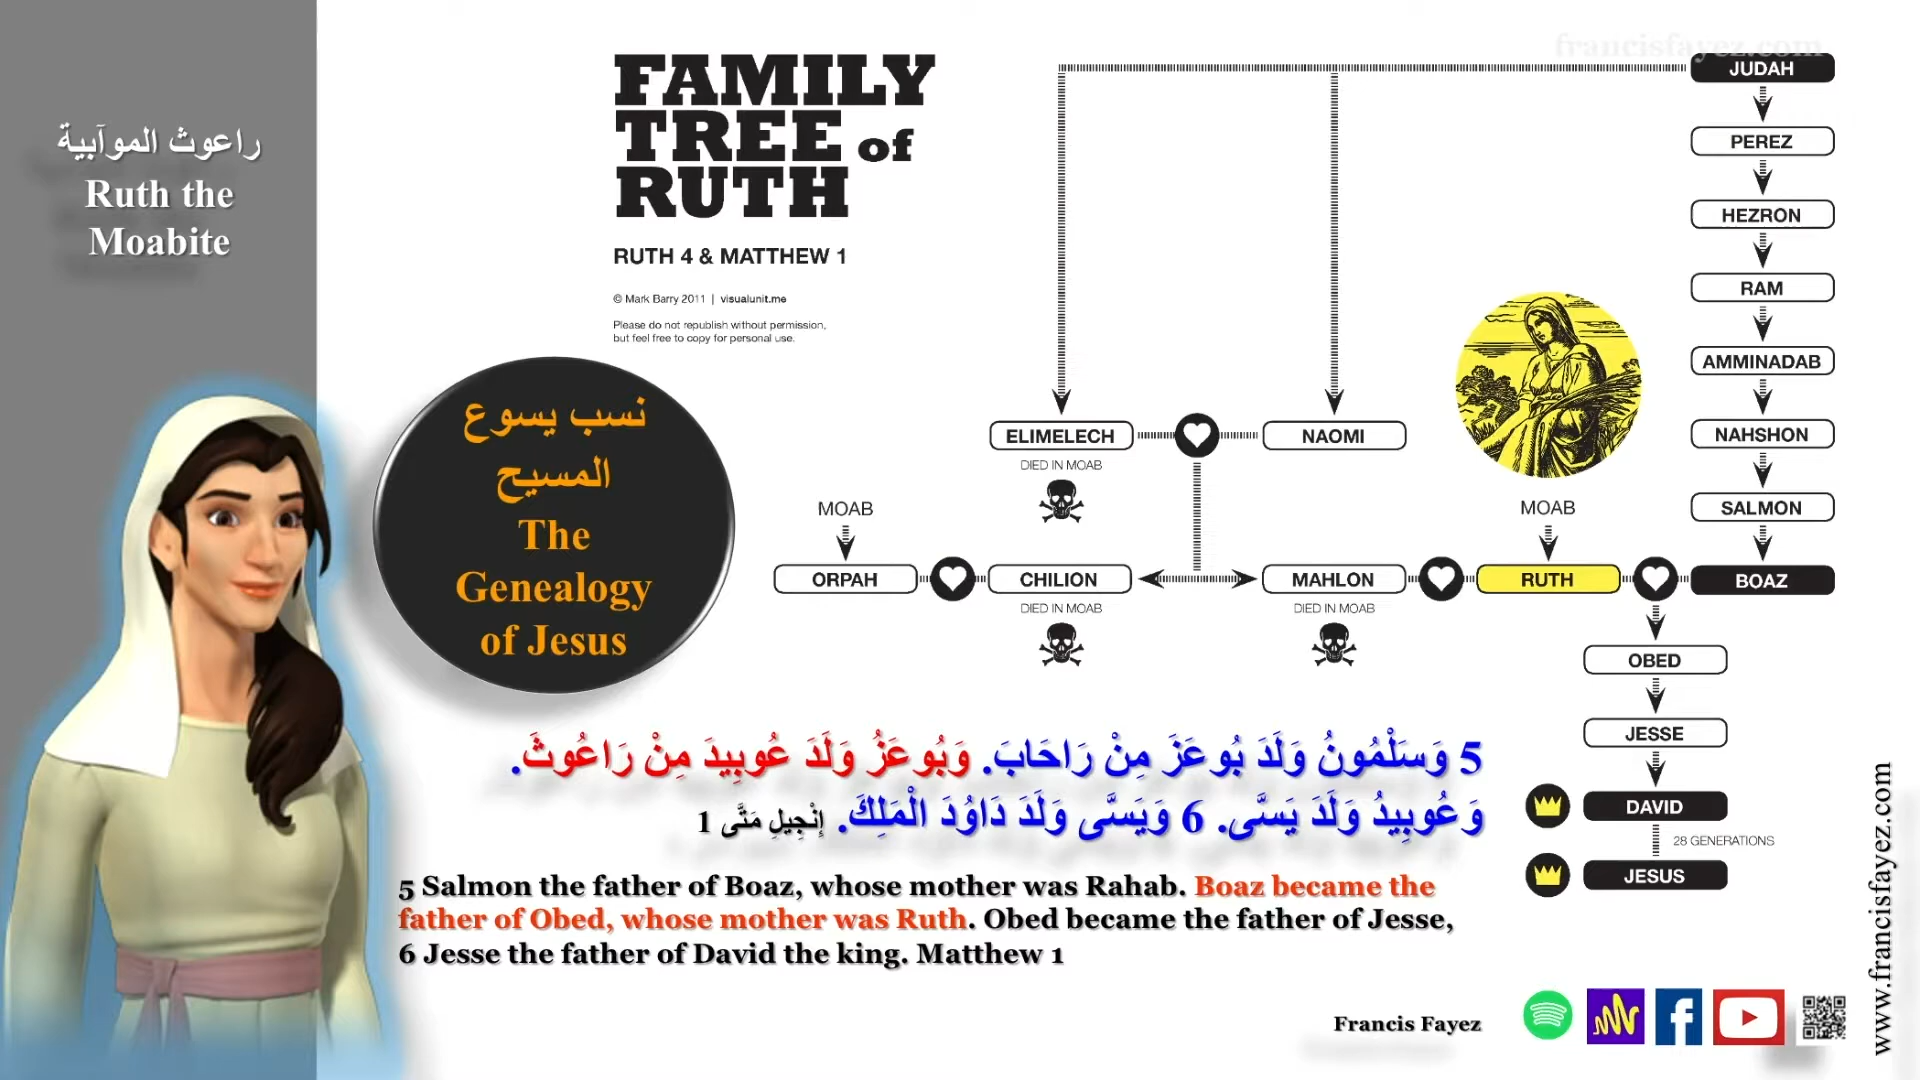 francisfayez.com
راعوث الموآبية
Ruth the
Moabite
FAMILY
TREE of
RUTH
RUTH 4 & MATTHEW 1
© Mark Barry 2011 | visualunit.me
Please do not republish without permission,
but feel free to copy for personal use.
نسب يسوع
المسيح
The
Genealogy
of Jesus
JUDAH
PEREZ
HEZRON
RAM
AMMINADAB
NAHSHON
SALMON
ELIMELECH
NAOMI
DIED IN MOAB
MOAB
MOAB
ORPAH
CHILION
MAHLON
RUTH
BOAZ
DIED IN MOAB
DIED IN MOAB
OBED
JESSE
DAVID
28 GENERATIONS
JESUS
5 وَسَلْمُونُ وَلَدَ بُوعَزَ مِنْ رَاحَابَ. وَبُوعَزُ وَلَدَ عُوبِيدَ مِنْ رَاعُوثَ.
وَعُوبِيدُ وَلَدَ يَسَّى. 6 وَيَسَّى وَلَدَ دَاوُدَ الْمَلِكَ. إِنْجِيلِ مَتَّى 1
5 Salmon the father of Boaz, whose mother was Rahab. Boaz became the
father of Obed, whose mother was Ruth. Obed became the father of Jesse,
6 Jesse the father of David the king. Matthew 1
Francis Fayez
www.francisfayez.com